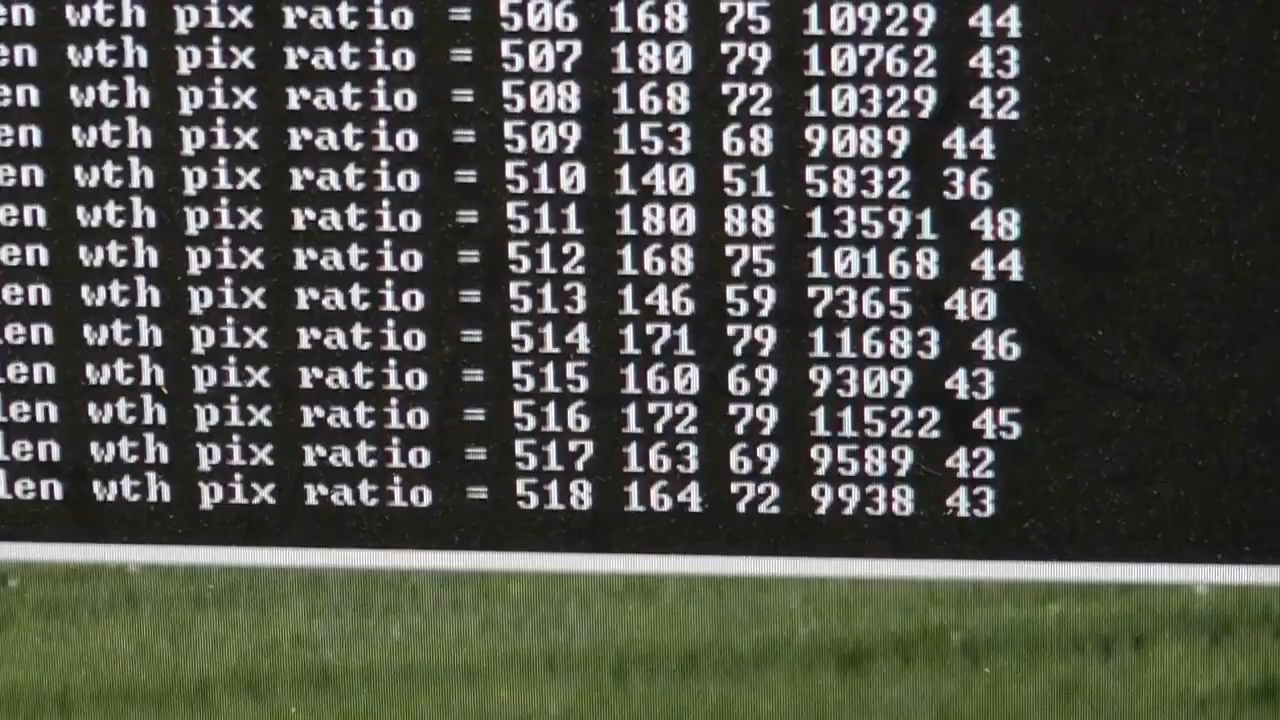 en wth pix ratio = 506 168 75 10929 44
en wth pix ratio = 507 180 79 10762 43
en wth pix ratio = 508 168 72 10329 42
en wth pix ratio = 509 153 68 9089 44
en wth pix ratio = 510 140 51 5832 36
en wth pix ratio = 511 180 88 13591 48
en wth pix ratio = 512 168 75 10168 44
en wth pix ratio = 513 146 59 7365 40
len wth pix ratio = 514 171 79 11683 46
len wth pix ratio = 515 160 69 9309 43
len wth pix ratio = 516 172 79 11522 45
len wth pix ratio = 517 163 69 9589 42
len wth pix ratio = 518 164 72 9938 43